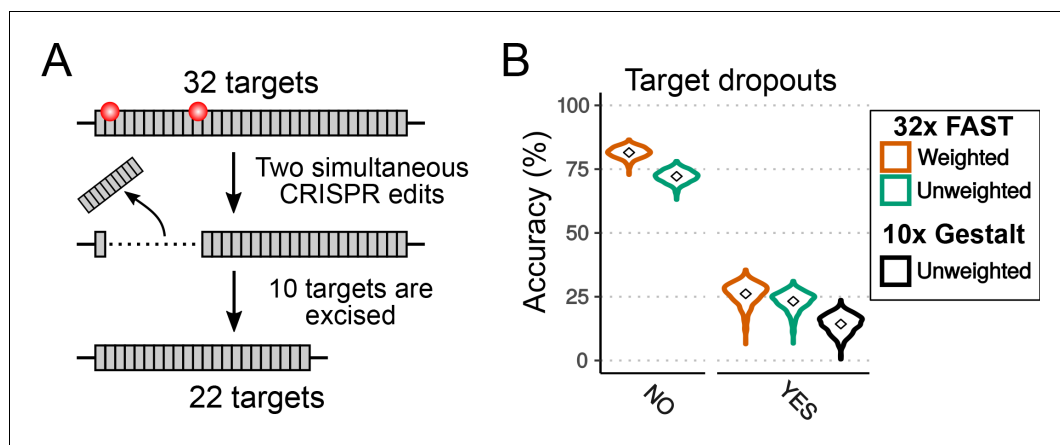 A
32 targets
Two simultaneous
CRISPR edits
10 targets are
excised
22 targets
B
Target dropouts
Accuracy (%)
100
75
50
25
0
NO
YES
32x FAST
Weighted
Unweighted
10x Gestalt
Unweighted